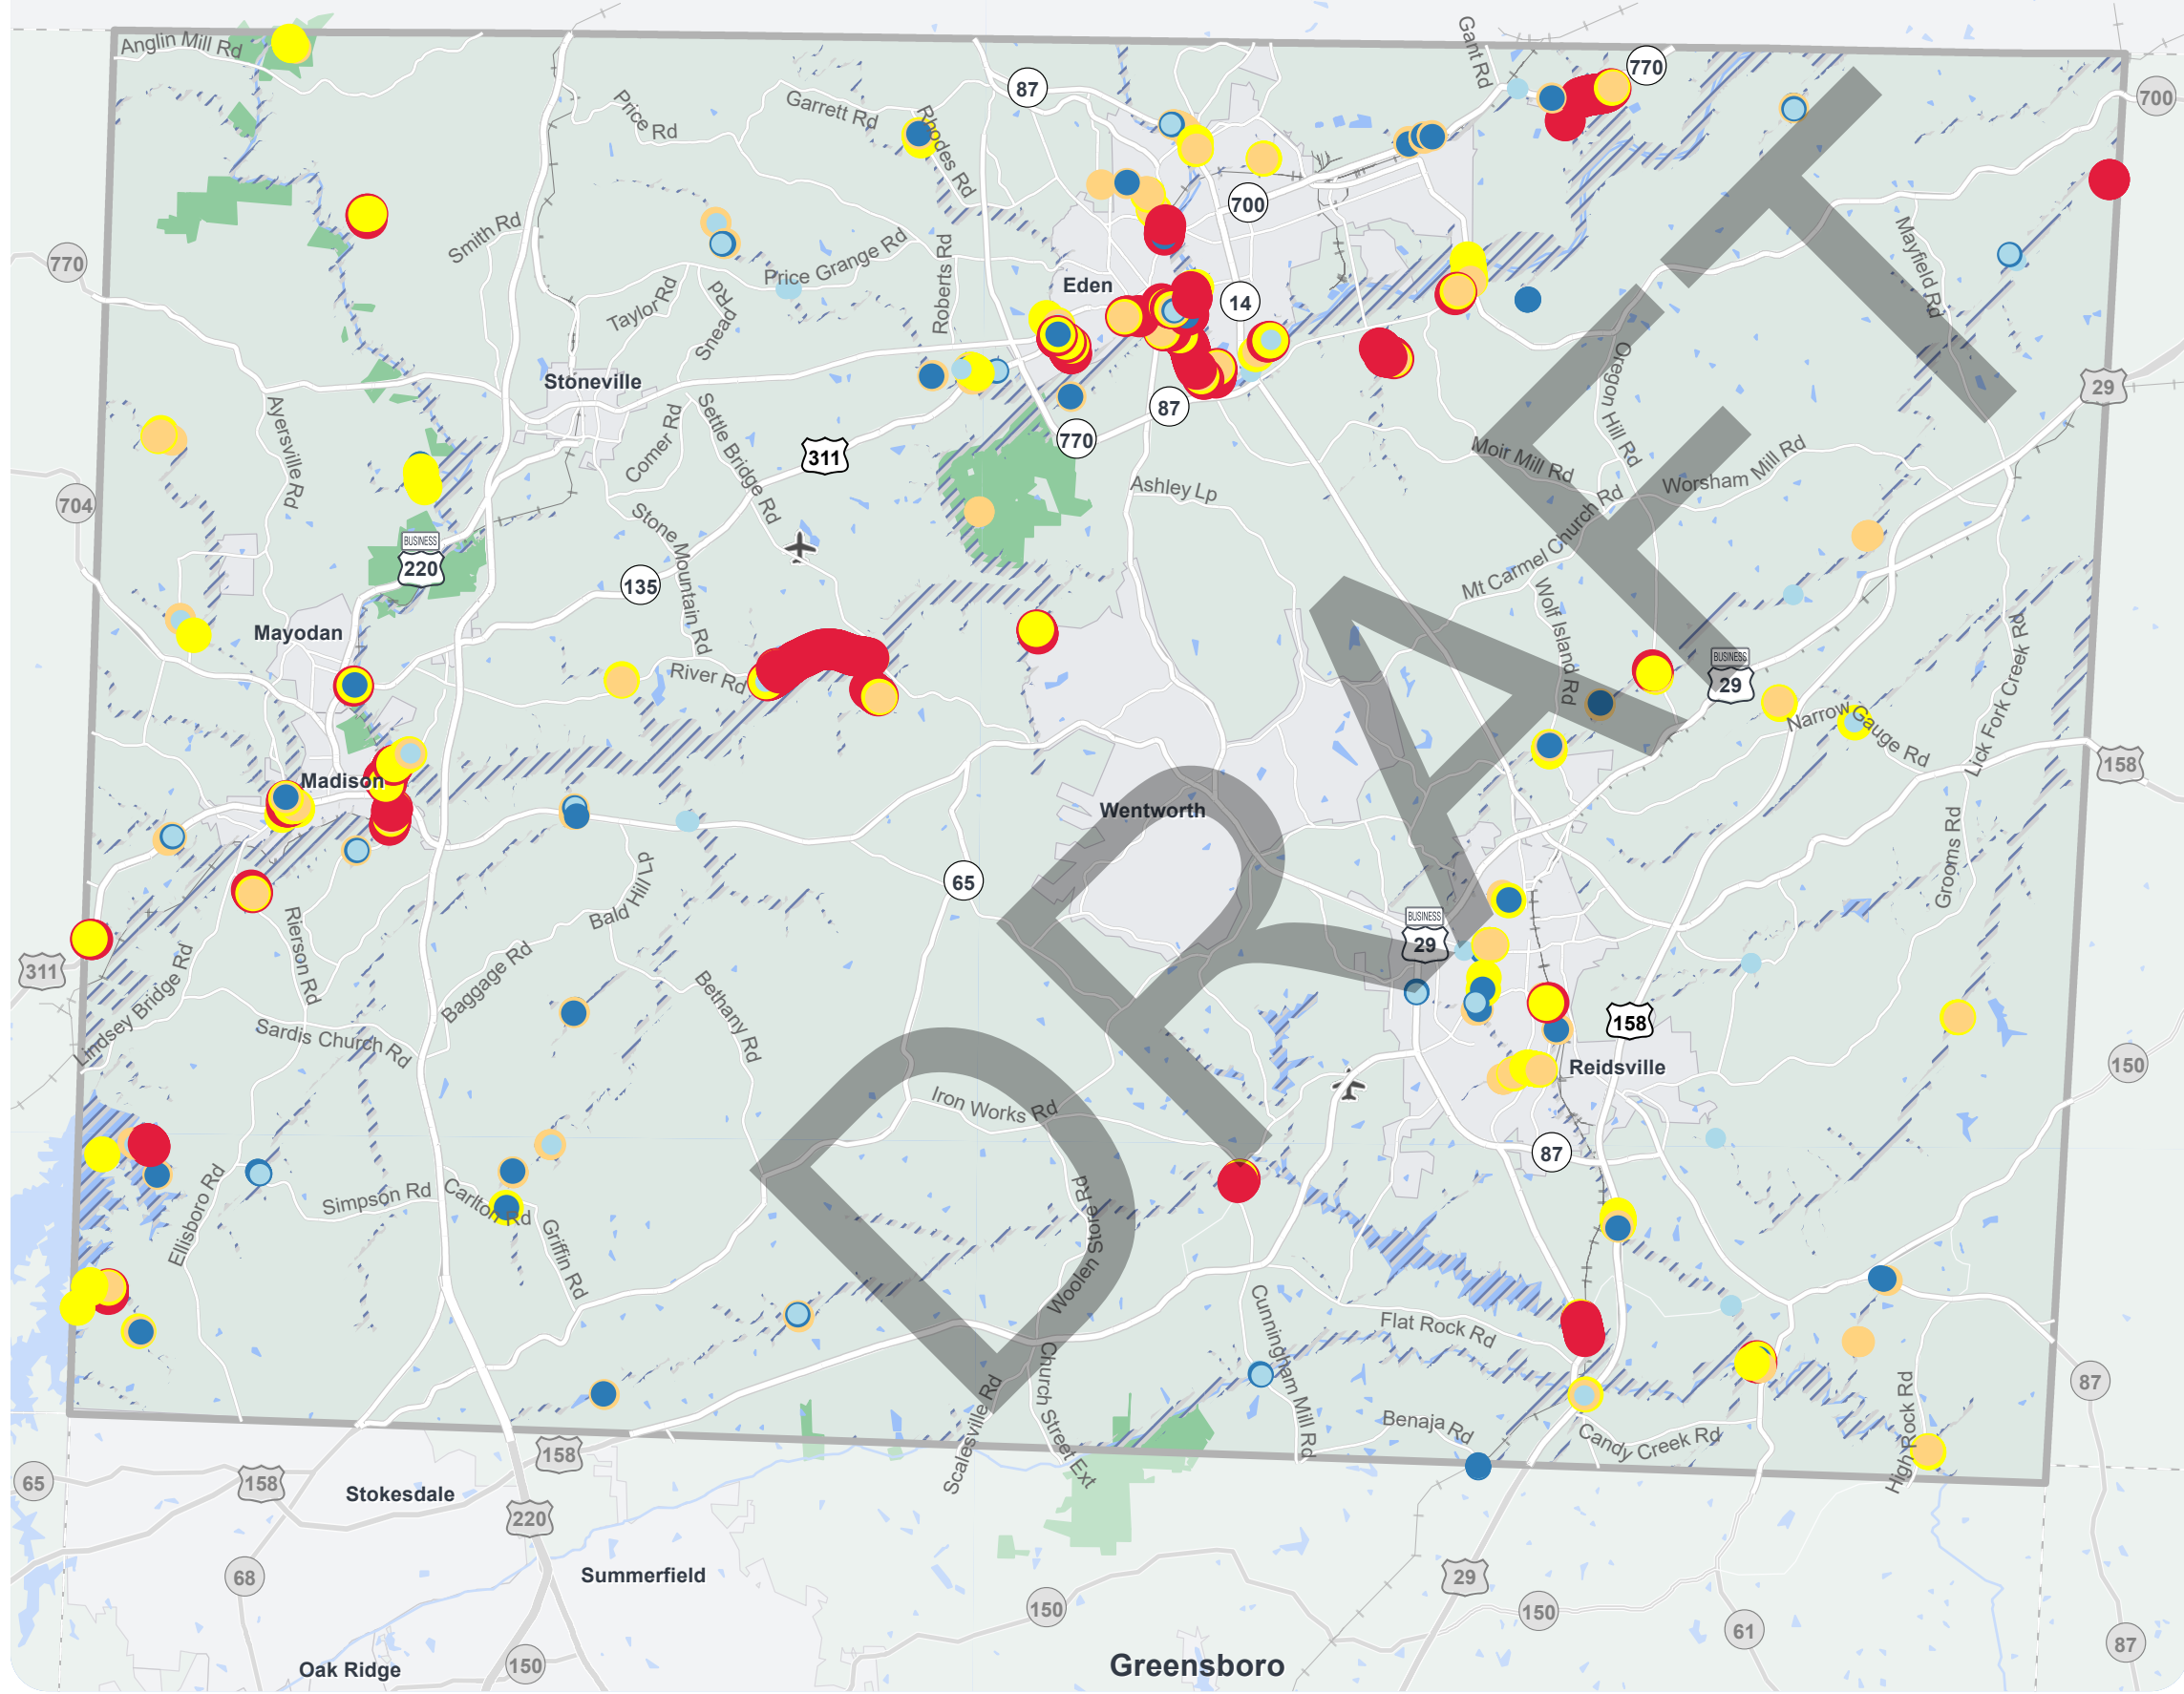 Anglin Mill Rd
Gant Rd
770
87
700
Garrett Rd
Price Rd
Rhodes Rd
Smith Rd
700
770
Mayfield Rd
Price Grange Rd
Roberts Rd
Eden
Taylor Rd
Snead Rd
14
Stoneville
29
Oregon Hill Rd
87
770
Ayersville Rd
Settle Bridge Rd
Comer Rd
311
Moir Mill Rd
Worsham Mill Rd
Ashley Lp
704
Stone Mountain Rd
BUSINESS
220
135
Mt Carmel Church Rd
Wolf Island Rd
Mayodan
River Rd
BUSINESS
29
Lick Fork Creek Rd
Narrow Gauge Rd
158
Madison
Wentworth
Grooms Rd
65
Bald Hill Lp
Rierson Rd
BUSINESS
29
311
Lindsey Bridge Rd
Baggage Rd
Bethany Rd
Sardis Church Rd
158
Reidsville
150
Iron Works Rd
87
Ellisboro Rd
Simpson Rd
Carlton Rd
Griffin Rd
Woolen Store Rd
Cunningham Mill Rd
Flat Rock Rd
87
Church Street Ext
Scalesville Rd
Benaja Rd
Candy Creek Rd
High Rock Rd
65
158
158
Stokesdale
220
68
Summerfield
29
150
150
61
87
Oak Ridge
150
Greensboro
DRAFT